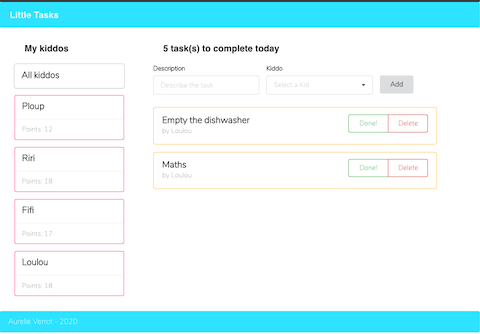 Little Tasks
My kiddos
All kiddos
Ploup
Points: 12
Riri
Points: 18
Fifi
Points: 17
Loulou
Points: 18
5 task(s) to complete today
Description
Kiddo
Describe the task
Select a Kid
Add
Empty the dishwasher
by Loulou
Done!
Delete
Maths
by Loulou
Done!
Delete
Aurelie Verrot - 2020